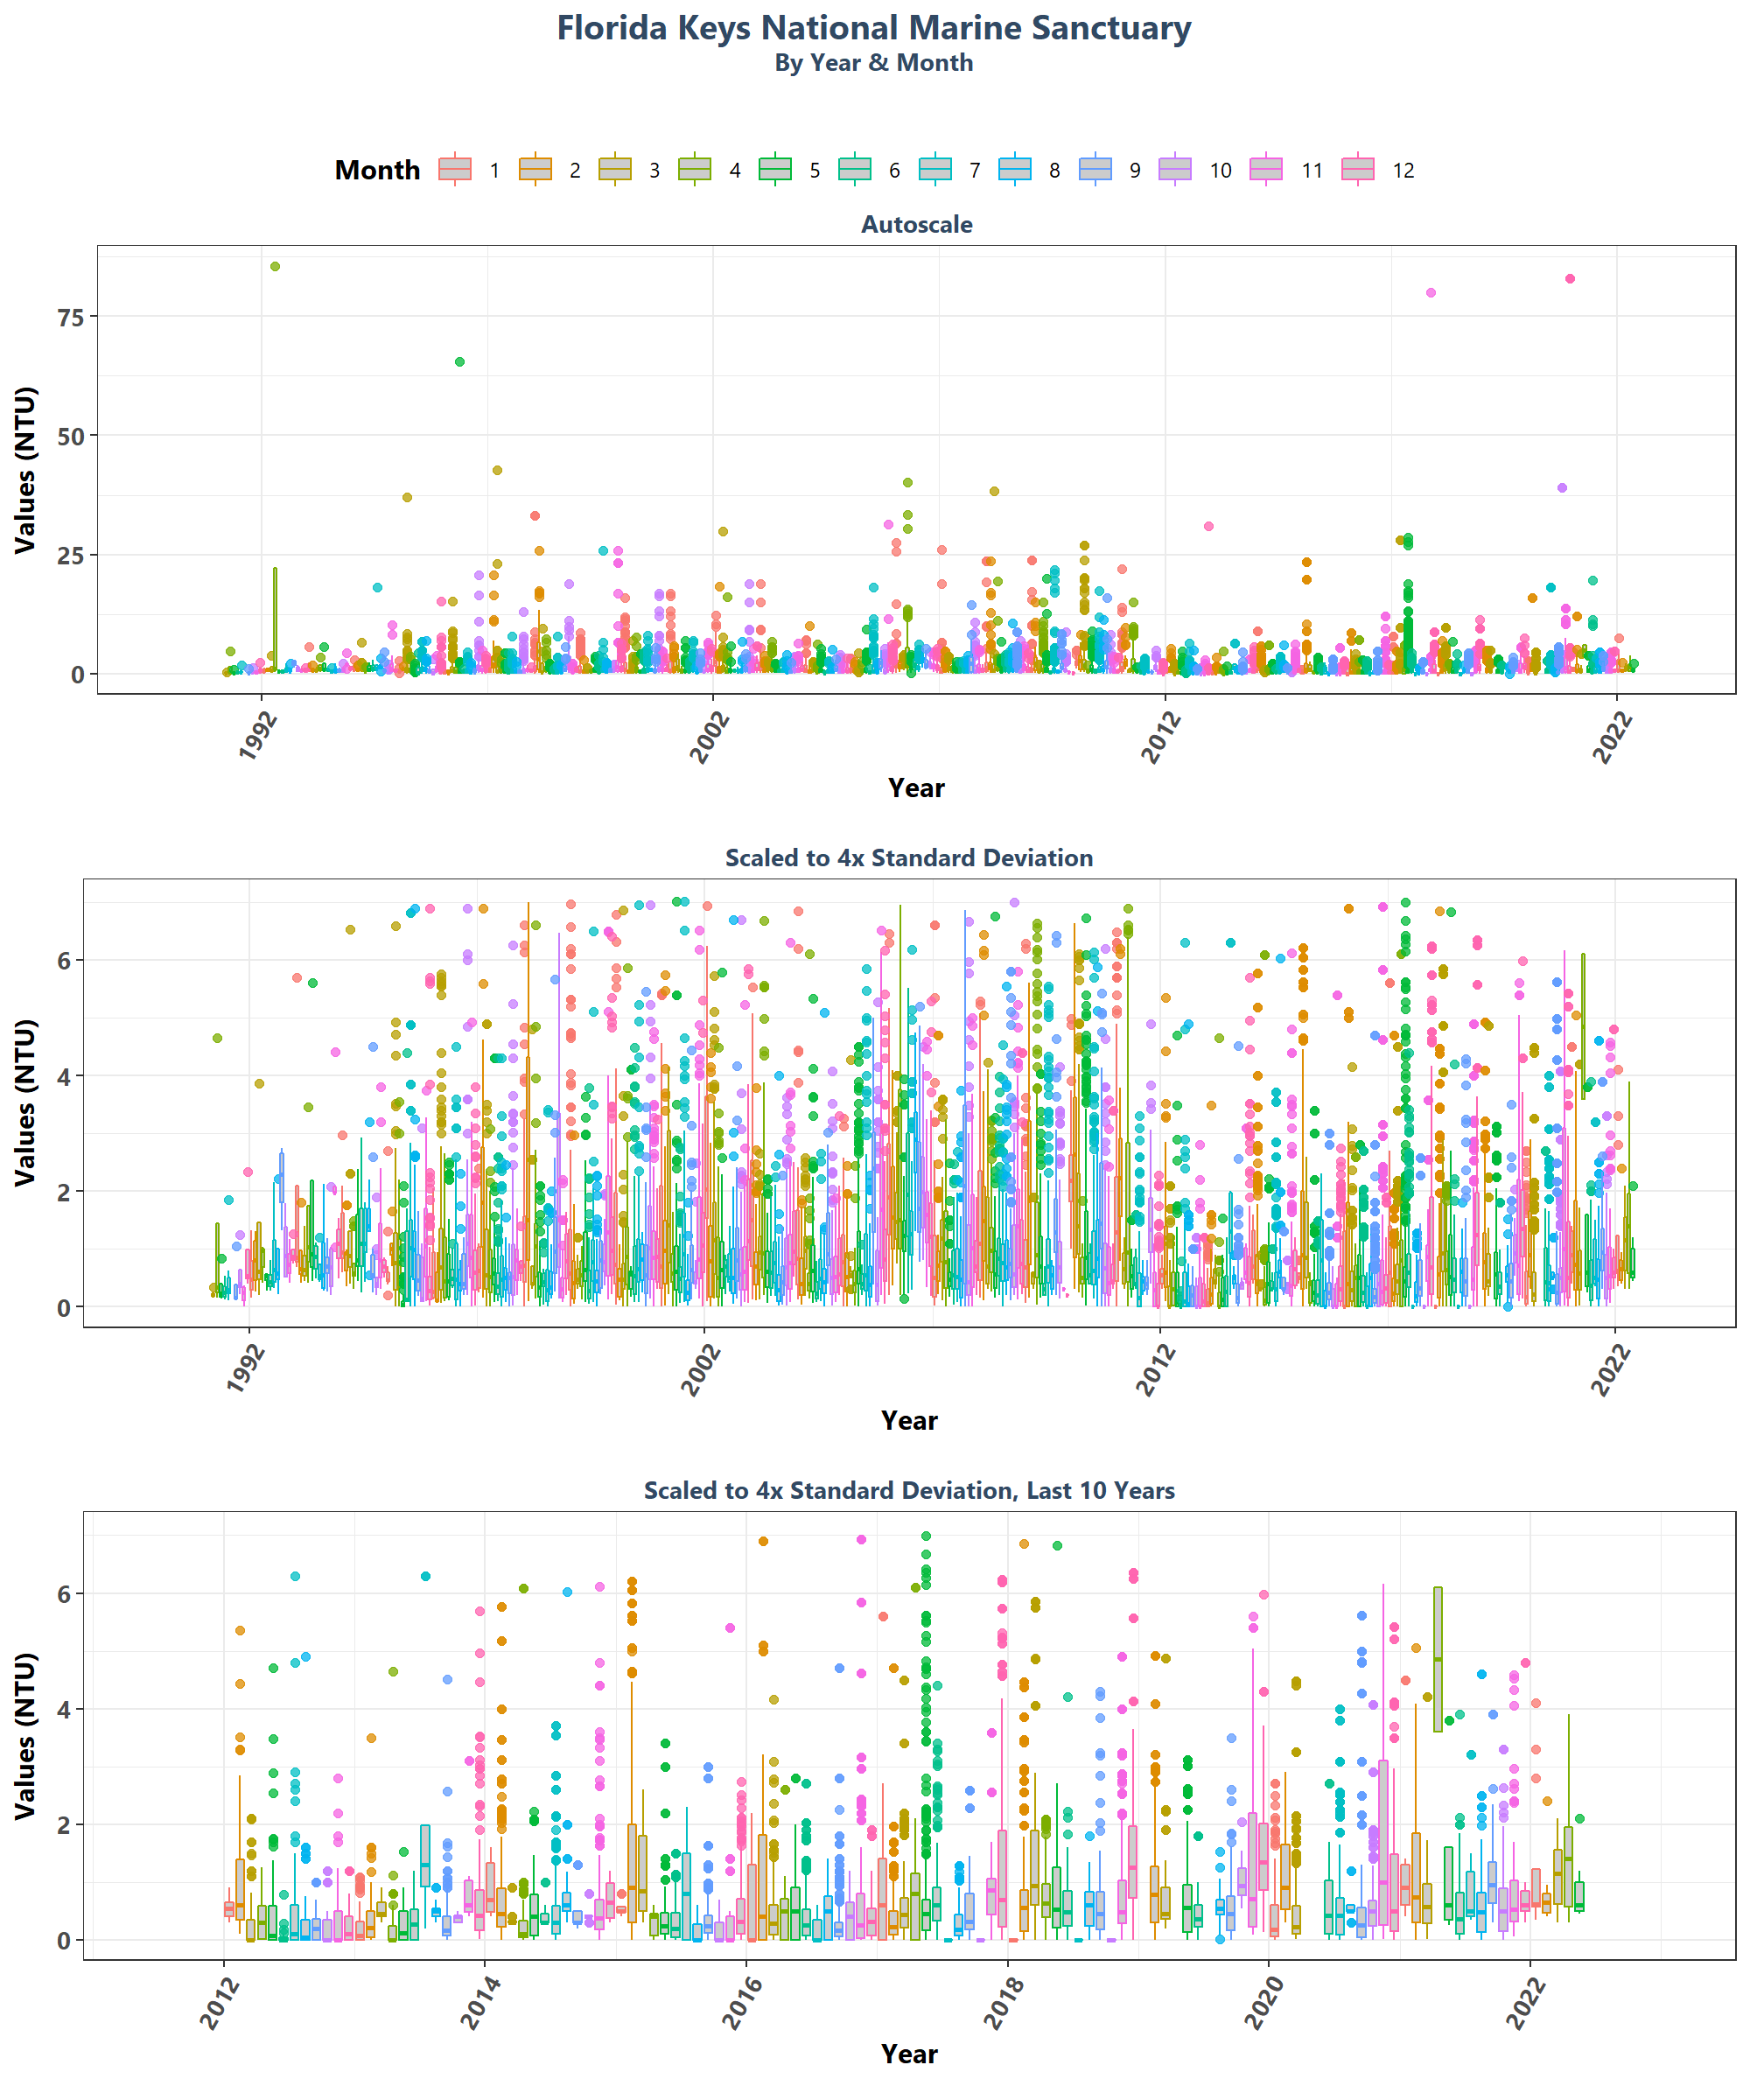 Florida Keys National Marine Sanctuary
By Year & Month
Month 1 2 3 4 5 6 7 8 9 10 11 12
Autoscale
Values (NTU)
75
50
25
0
1992 2002 2012 2022
Year
Scaled to 4x Standard Deviation
Values (NTU)
6
4
2
0
1992 2002 2012 2022
Year
Scaled to 4x Standard Deviation, Last 10 Years
Values (NTU)
6
4
2
0
2012 2014 2016 2018 2020 2022
Year